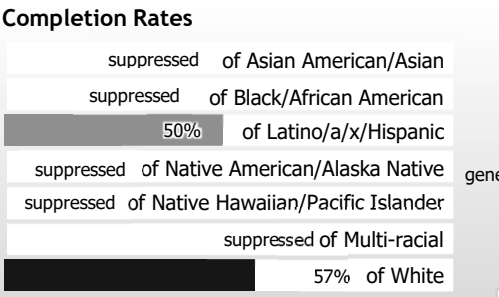 Completion Rates
suppressed of Asian American/Asian
suppressed of Black/African American
50% of Latino/a/x/Hispanic
suppressed of Native American/Alaska Native
gene
suppressed of Native Hawaiian/Pacific Islander
suppressed of Multi-racial
57% of White